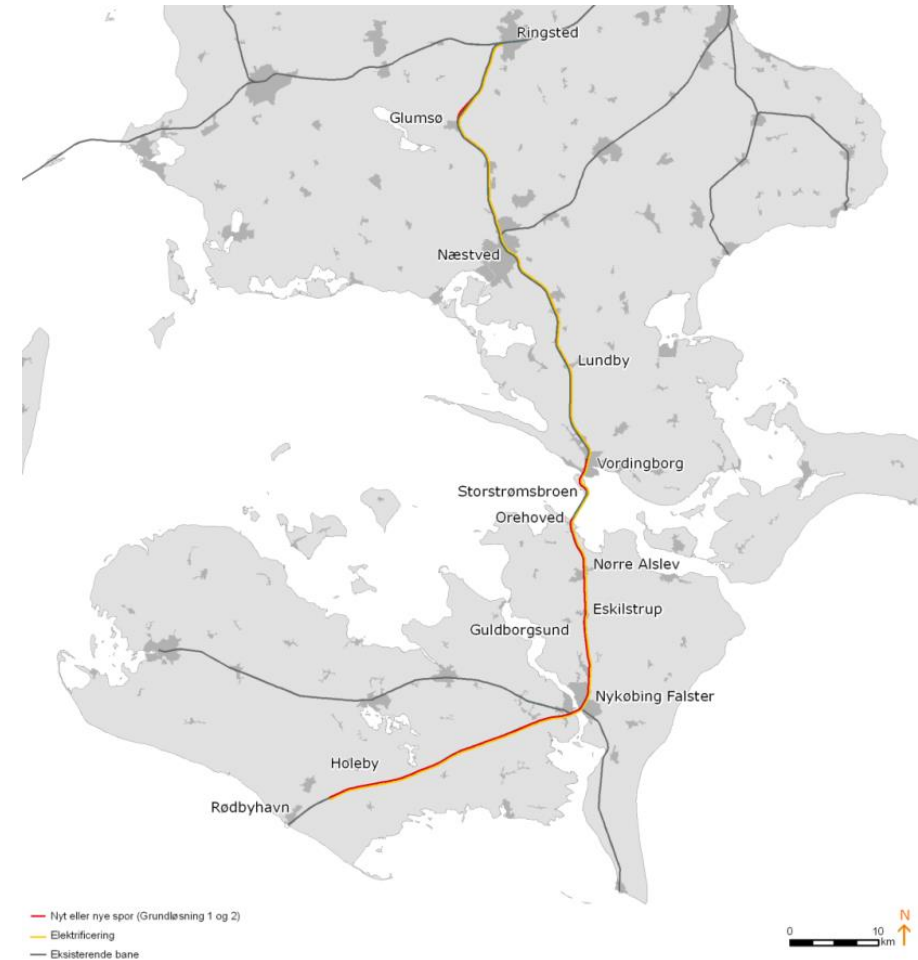 Ringsted
Glumsø
Næstved
Lundby
Vordingborg
Storstrømsbroen
Orehoved
Nørre Alslev
Eskilstrup
Guldborgsund
Nykøbing Falster
Holeby
Rødbyhavn
Nyt eller nye spor (Grundløsning 1 og 2)
Elektrificering
Eksisterende bane
0 10
km
N